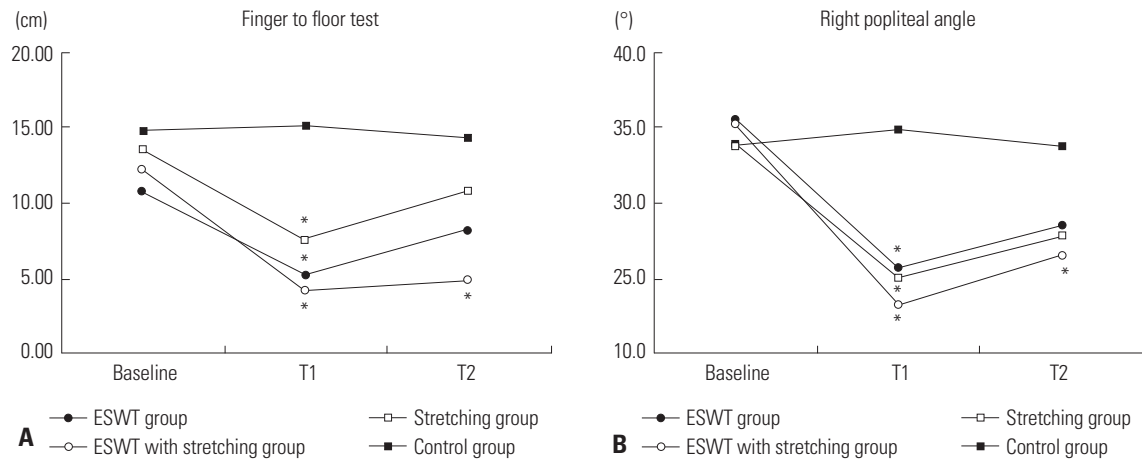 (cm) Finger to floor test
20.00
15.00
10.00
5.00
0.00
*
*
*
*
Baseline T1 T2
A
ESWT group
Stretching group
ESWT with stretching group
Control group
(°) Right popliteal angle
40.0
35.0
30.0
25.0
10.0
*
*
*
*
Baseline T1 T2
B
ESWT group
Stretching group
ESWT with stretching group
Control group